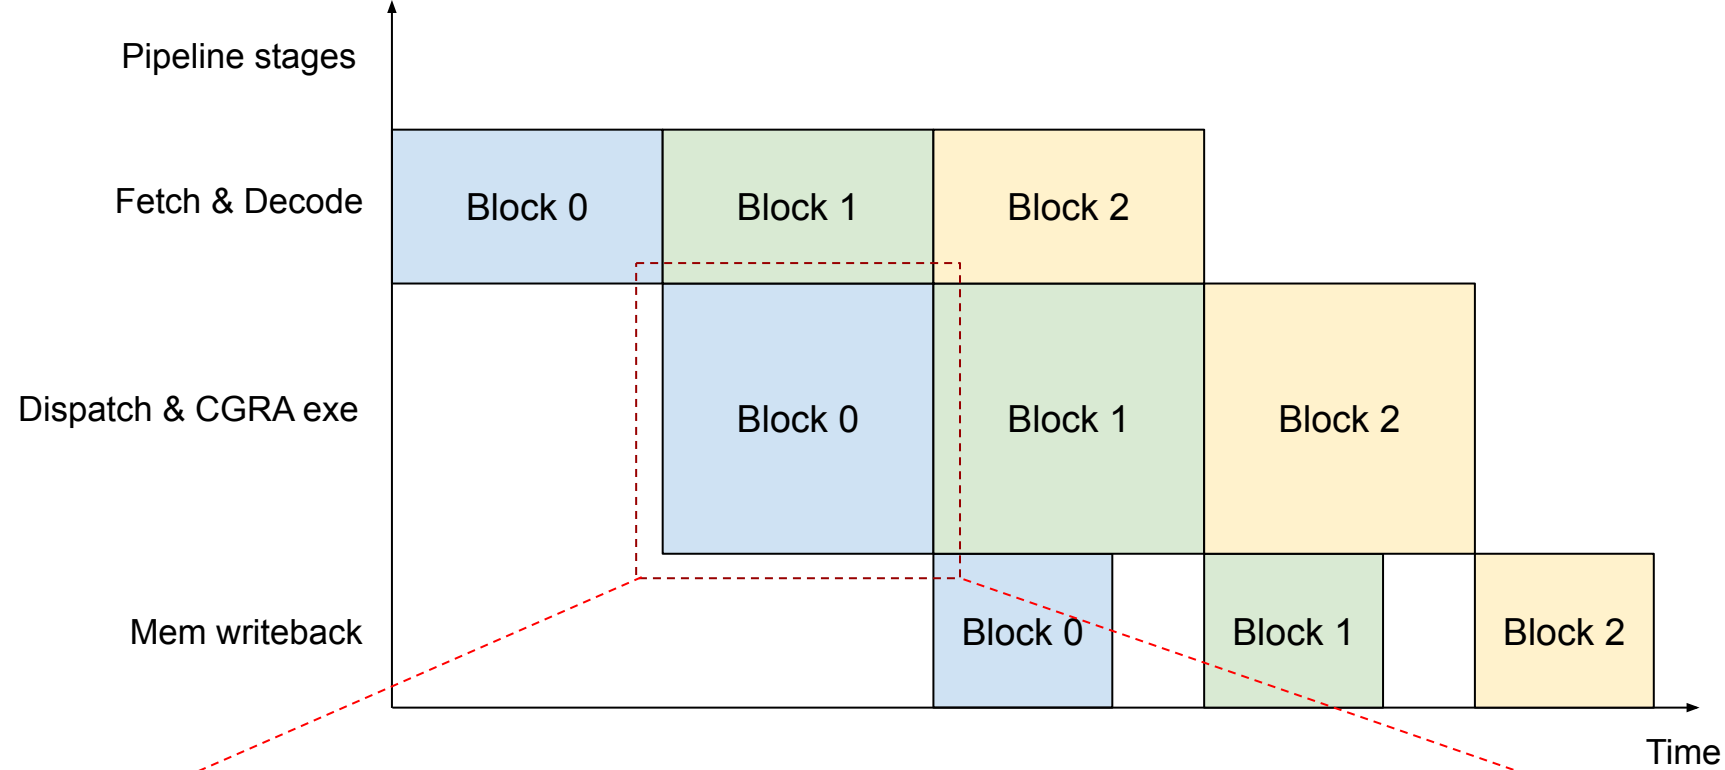 Pipeline stages
Fetch & Decode
Block 0
Block 1
Block 2
Dispatch & CGRA exe
Block 0
Block 1
Block 2
Mem writeback
Block 0
Block 1
Block 2
Time